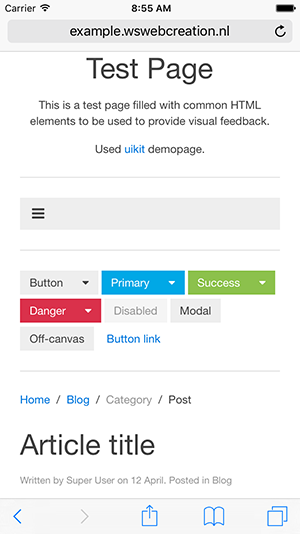 Carrier 8:55 AM
example.wswebcreation.nl
Test Page
This is a test page filled with common HTML
elements to be used to provide visual feedback.
Used uikit demopage.
Button Primary Success
Danger Disabled Modal
Off-canvas Button link
Home / Blog / Category / Post
Article title
Written by Super User on 12 April. Posted in Blog